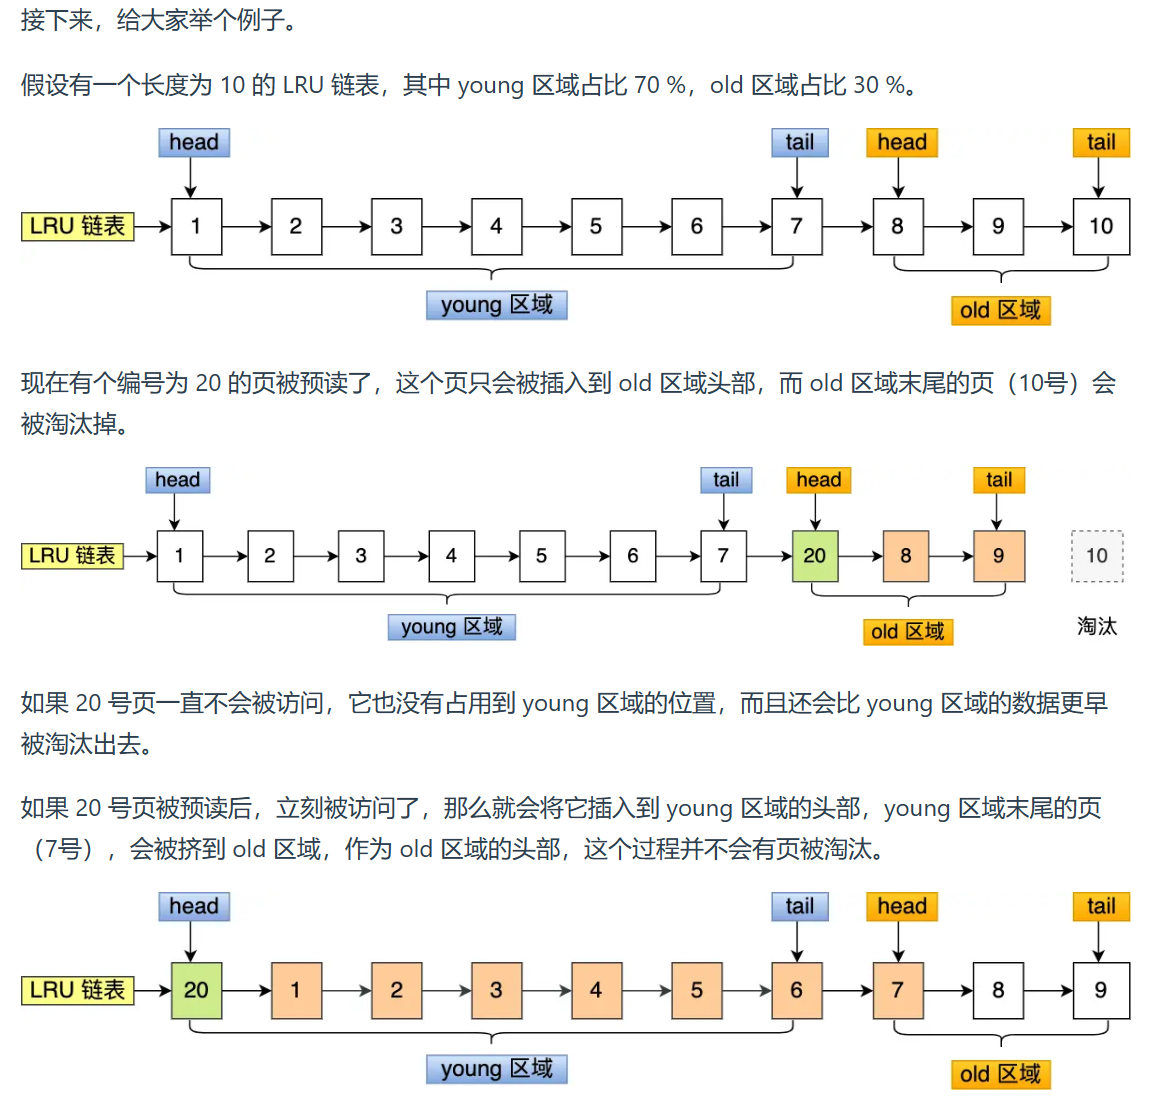 接下来，给大家举个例子。
假设有一个长度为 10 的 LRU 链表，其中 young 区域占比 70 %，old 区域占比 30 %。
head tail head tail
LRU 链表 1 2 3 4 5 6 7 8 9 10
young 区域 old 区域
现在有个编号为 20 的页被预读了，这个页只会被插入到 old 区域头部，而 old 区域末尾的页（10号）会
被淘汰掉。
head tail head tail
LRU 链表 1 2 3 4 5 6 7 20 8 9 10
young 区域 old 区域 淘汰
如果 20 号页一直不会被访问，它也没有占用到 young 区域的位置，而且还会比 young 区域的数据更早
被淘汰出去。
如果 20 号页被预读后，立刻被访问了，那么就会将它插入到 young 区域的头部，young 区域末尾的页
（7号），会被挤到 old 区域，作为 old 区域的头部，这个过程并不会有页被淘汰。
head tail head tail
LRU 链表 20 1 2 3 4 5 6 7 8 9
young 区域 old 区域